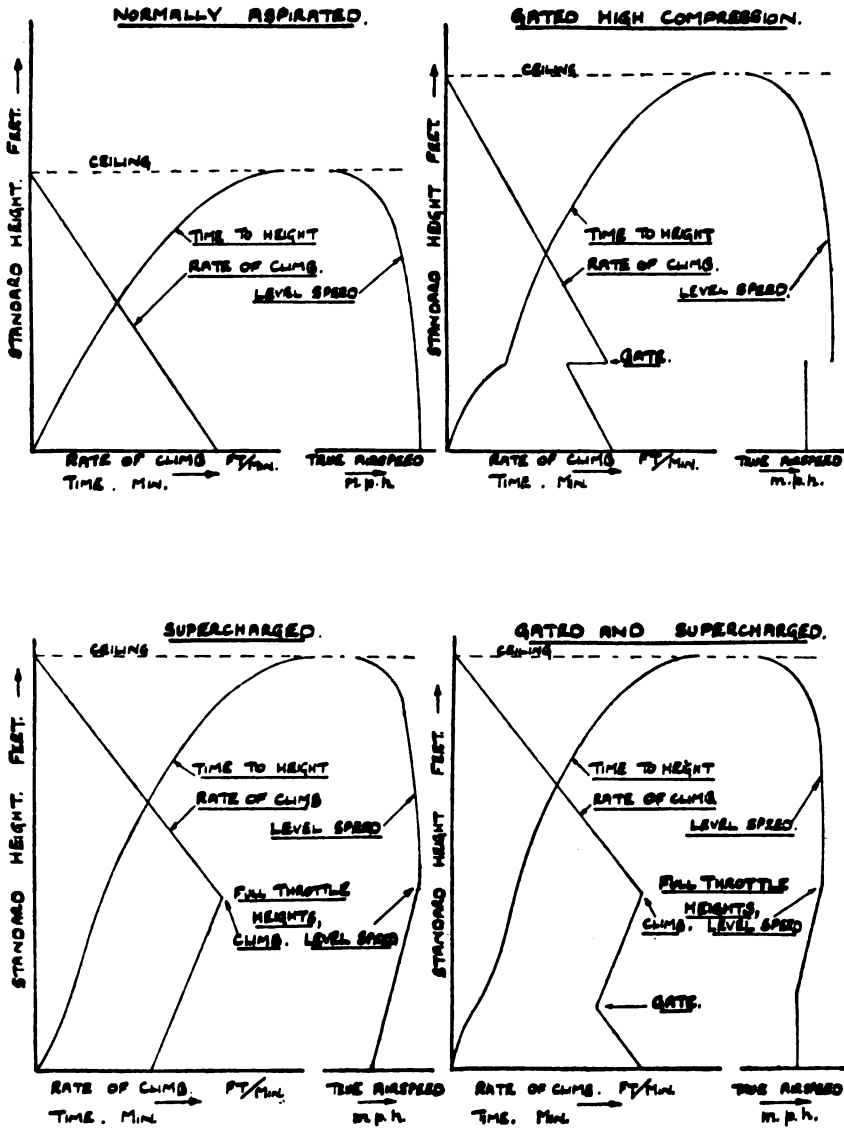 NORMALLY ASPIRATED.
STANDARD HEIGHT. FEET.
CEILING
TIME TO HEIGHT
RATE OF CLIMB.
LEVEL SPEED
RATE OF CLIMB FT/MIN.
TIME. MIN.
TRUE AIRSPEED
m.p.h.
GATED HIGH COMPRESSION.
STANDARD HEIGHT FEET
CEILING
TIME TO HEIGHT
RATE OF CLIMB.
LEVEL SPEED.
GATE.
RATE OF CLIMB FT/MIN.
TIME. MIN
TRUE AIRSPEED
m.p.h.
SUPERCHARGED.
STANDARD HEIGHT. FEET.
CEILING
TIME TO HEIGHT
RATE OF CLIMB
LEVEL SPEED
FULL THROTTLE
HEIGHTS,
CLIMB. LEVEL SPEED
RATE OF CLIMB. FT/MIN.
TIME. MIN
TRUE AIRSPEED
m.p.h.
GATED AND SUPERCHARGED.
STANDARD HEIGHT FEET.
CEILING
TIME TO HEIGHT
RATE OF CLIMB
LEVEL SPEED.
FULL THROTTLE
HEIGHTS,
CLIMB. LEVEL SPEED
GATE.
RATE OF CLIMB. FT/MIN.
TIME. MIN
TRUE AIRSPEED
m.p.h.